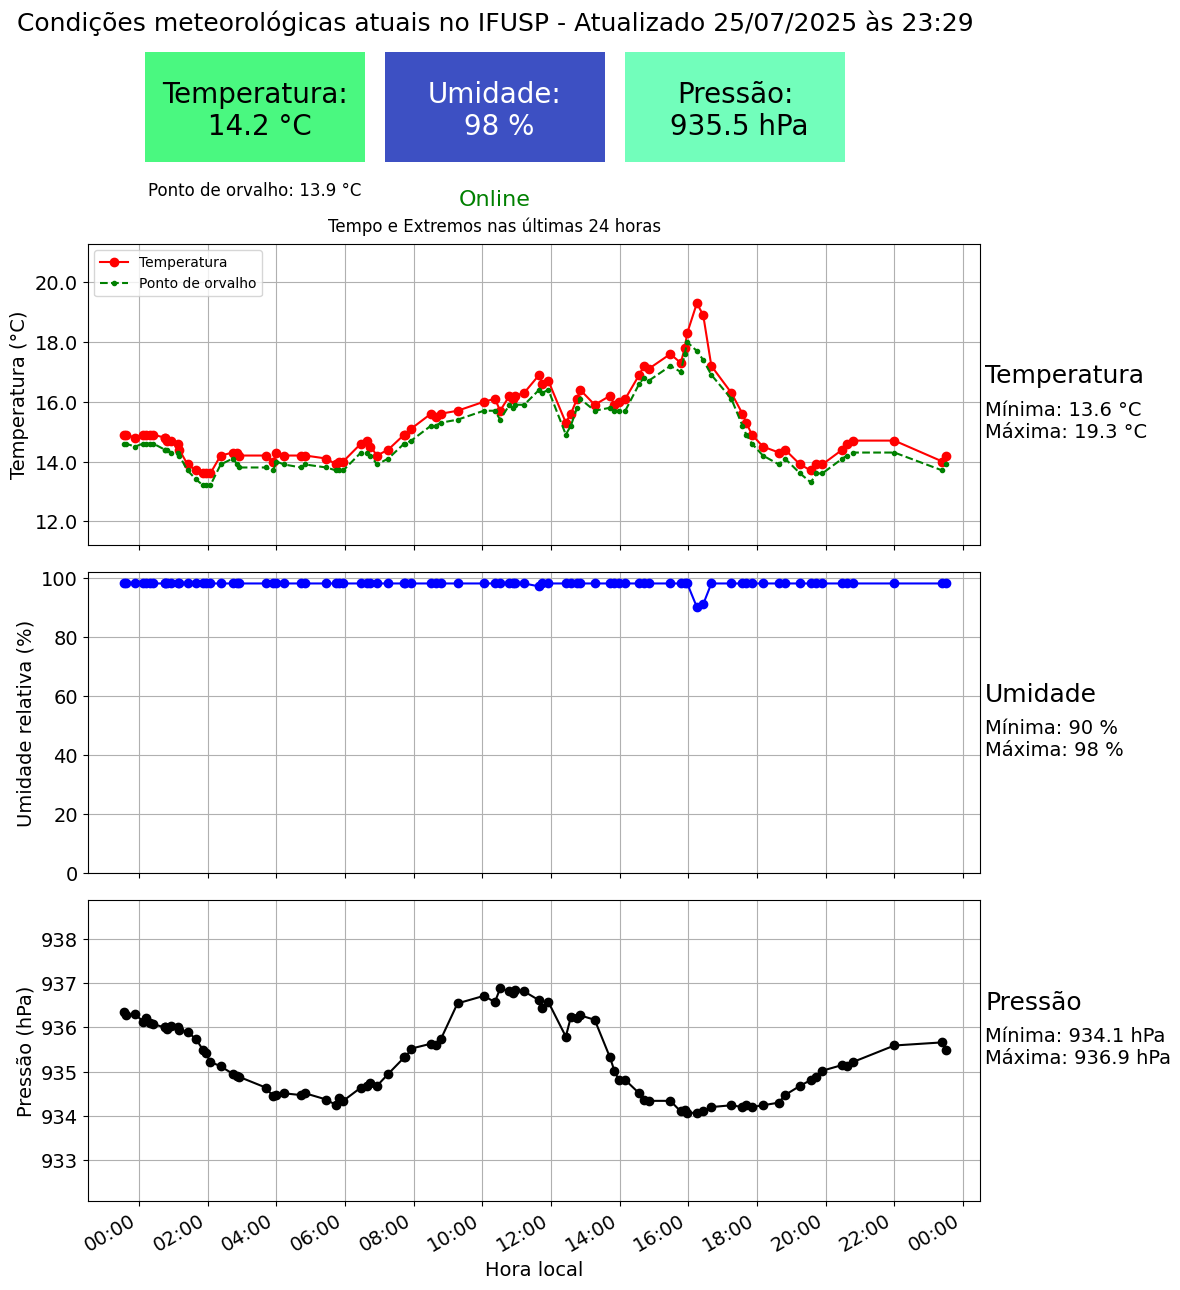 Condições meteorológicas atuais no IFUSP - Atualizado 25/07/2025 às 23:29
Temperatura:
14.2 °C
Umidade:
98 %
Pressão:
935.5 hPa
Ponto de orvalho: 13.9 °C
Online
Tempo e Extremos nas últimas 24 horas
Temperatura
Ponto de orvalho
Temperatura (°C)
20.0
18.0
16.0
14.0
12.0
Temperatura
Mínima: 13.6 °C
Máxima: 19.3 °C
Umidade relativa (%)
100
80
60
40
20
0
Umidade
Mínima: 90 %
Máxima: 98 %
Pressão (hPa)
938
937
936
935
934
933
Pressão
Mínima: 934.1 hPa
Máxima: 936.9 hPa
00:00
02:00
04:00
06:00
08:00
10:00
12:00
14:00
16:00
18:00
20:00
22:00
00:00
Hora local